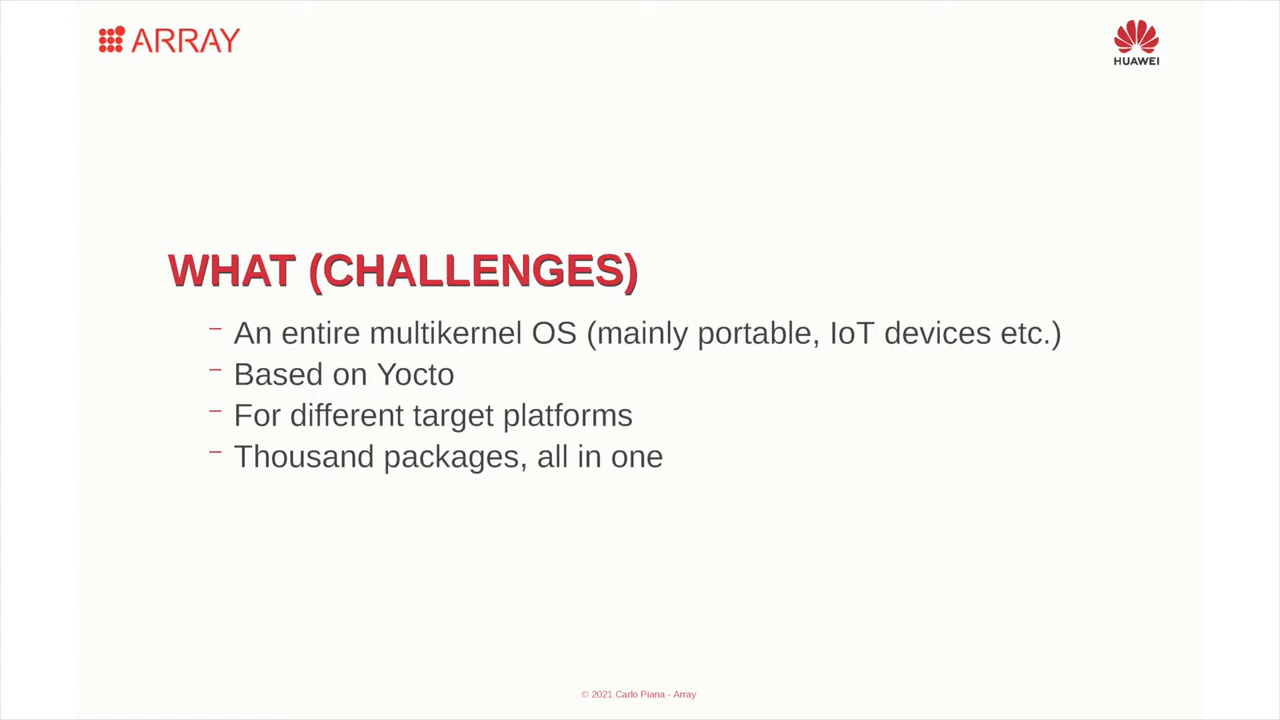 ARRAY
HUAWEI
WHAT (CHALLENGES)
– An entire multikernel OS (mainly portable, IoT devices etc.)
– Based on Yocto
– For different target platforms
– Thousand packages, all in one
© 2021 Carlo Piana - Array